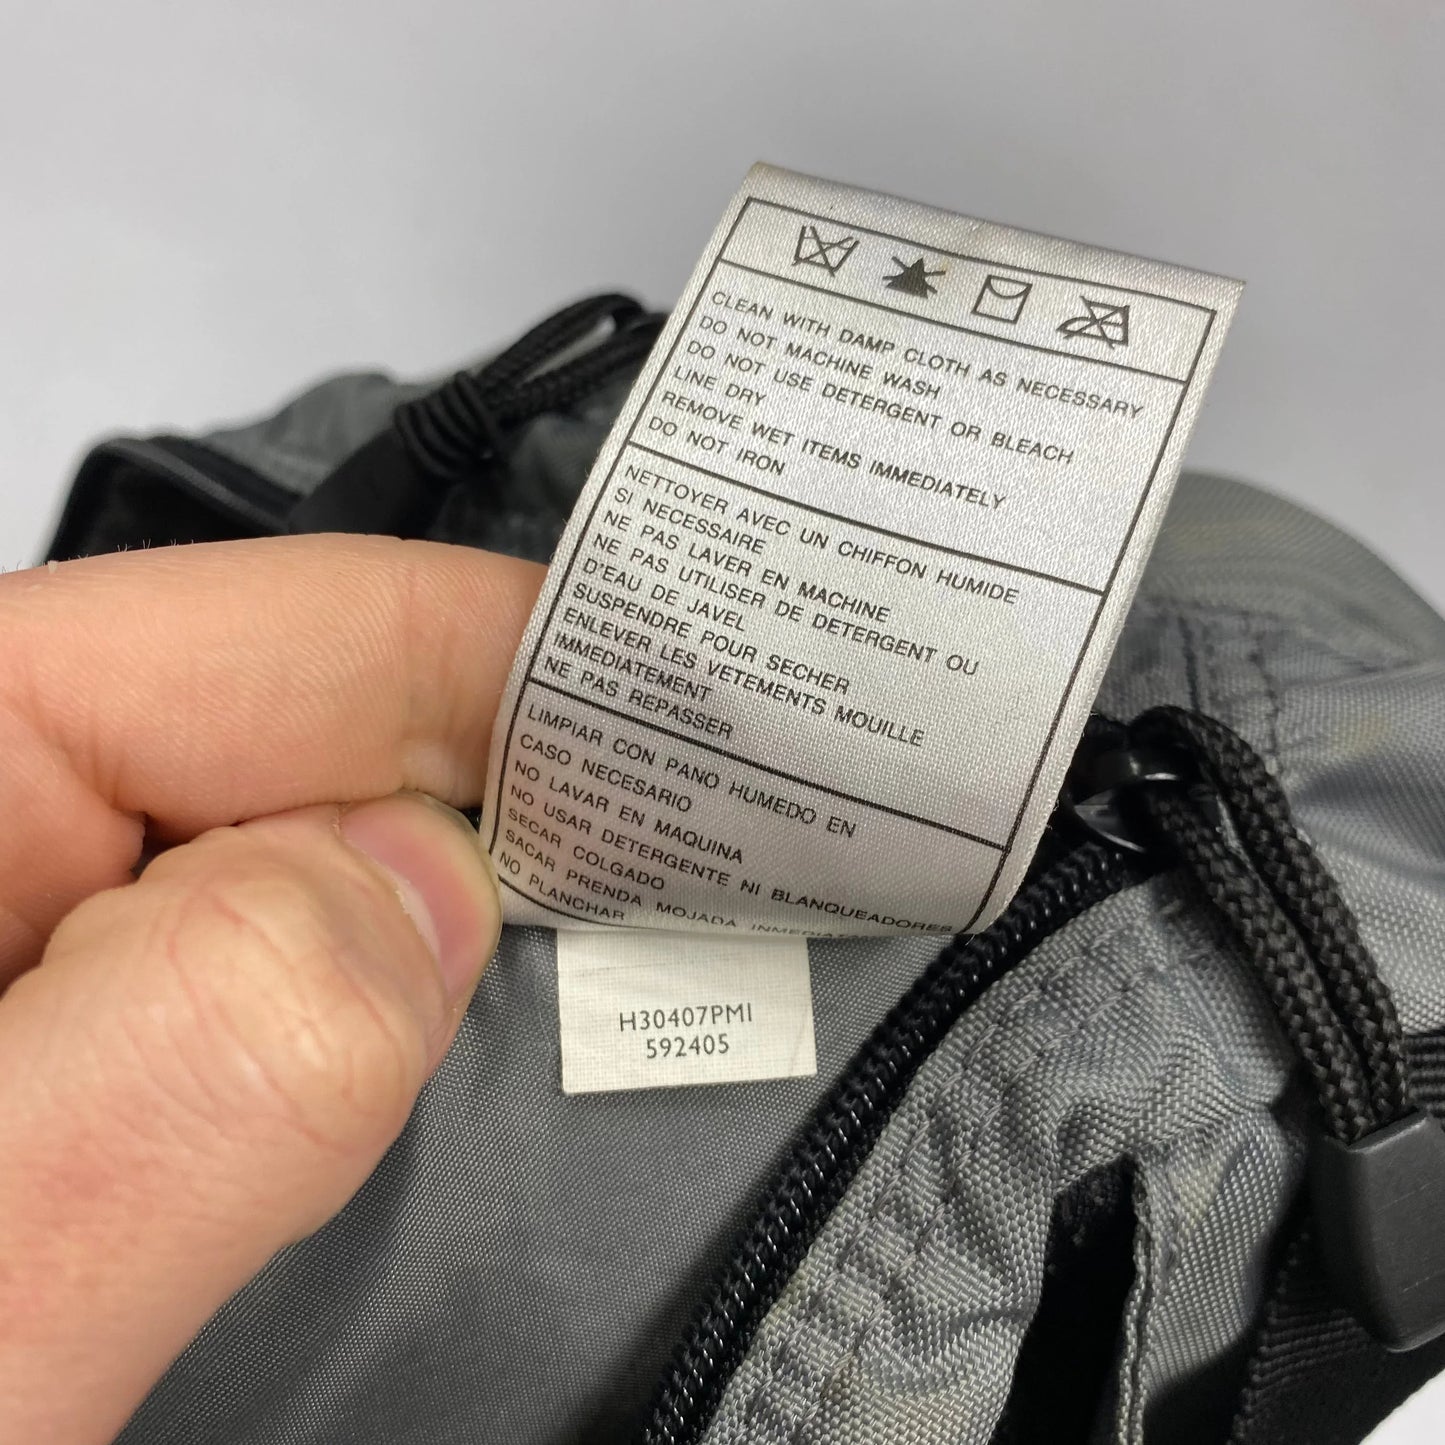 CLEAN WITH DAMP CLOTH AS NECESSARY
DO NOT MACHINE WASH
DO NOT USE DETERGENT OR BLEACH
LINE DRY
REMOVE WET ITEMS IMMEDIATELY
DO NOT IRON
NETTOYER AVEC UN CHIFFON HUMIDE
SI NECESSAIRE
NE PAS LAVER EN MACHINE
NE PAS UTILISER DE DETERGENT OU
D'EAU DE JAVEL
SUSPENDRE POUR SECHER
ENLEVER LES VETEMENTS MOUILLE
IMMEDIATEMENT
NE PAS REPASSER
LIMPIAR CON PANO HUMEDO EN
CASO NECESARIO
NO LAVAR EN MAQUINA
NO USAR DETERGENTE NI BLANQUEADORES
SECAR COLGADO
SACAR PRENDA MOJADA
NO PLANCHAR
H30407PM1
592405